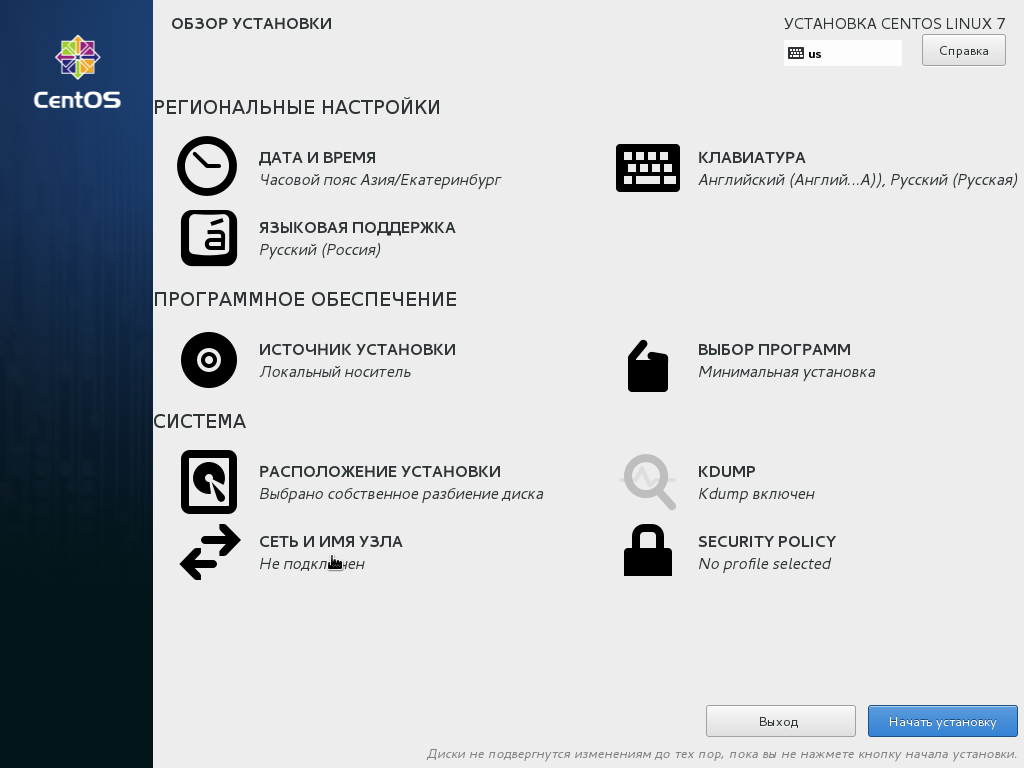 ОБЗОР УСТАНОВКИ
УСТАНОВКА CENTOS LINUX 7
us
Справка
CentOS
РЕГИОНАЛЬНЫЕ НАСТРОЙКИ
ДАТА И ВРЕМЯ
Часовой пояс Азия/Екатеринбург
КЛАВИАТУРА
Английский (Англий...А)), Русский (Русская)
á
ЯЗЫКОВАЯ ПОДДЕРЖКА
Русский (Россия)
ПРОГРАММНОЕ ОБЕСПЕЧЕНИЕ
ИСТОЧНИК УСТАНОВКИ
Локальный носитель
ВЫБОР ПРОГРАММ
Минимальная установка
СИСТЕМА
РАСПОЛОЖЕНИЕ УСТАНОВКИ
Выбрано собственное разбиение диска
KDUMP
Kdump включен
СЕТЬ И ИМЯ УЗЛА
Не подключен
SECURITY POLICY
No profile selected
Выход
Начать установку
Диски не подвергнутся изменениям до тех пор, пока вы не нажмете кнопку начала установки.